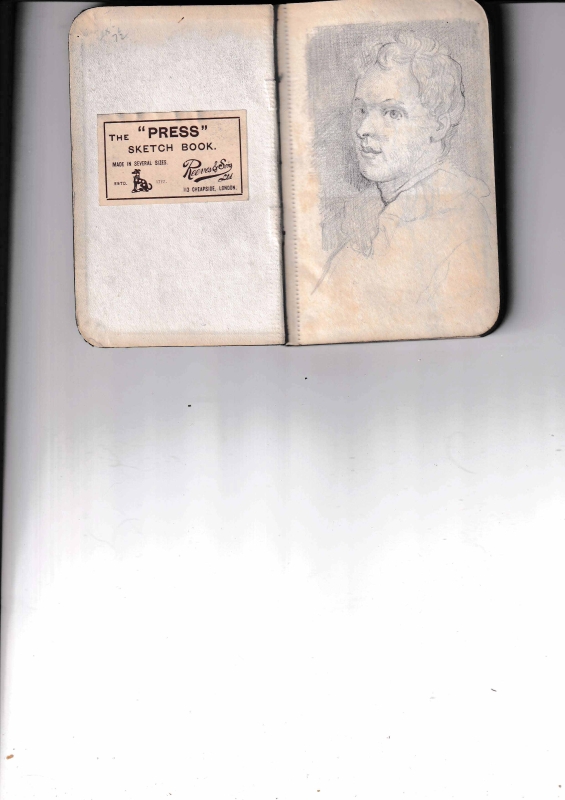 THE "PRESS"
SKETCH BOOK.
MADE IN SEVERAL SIZES.
ESTD.
Reeves & Sons
Ltd
113 CHEAPSIDE, LONDON.